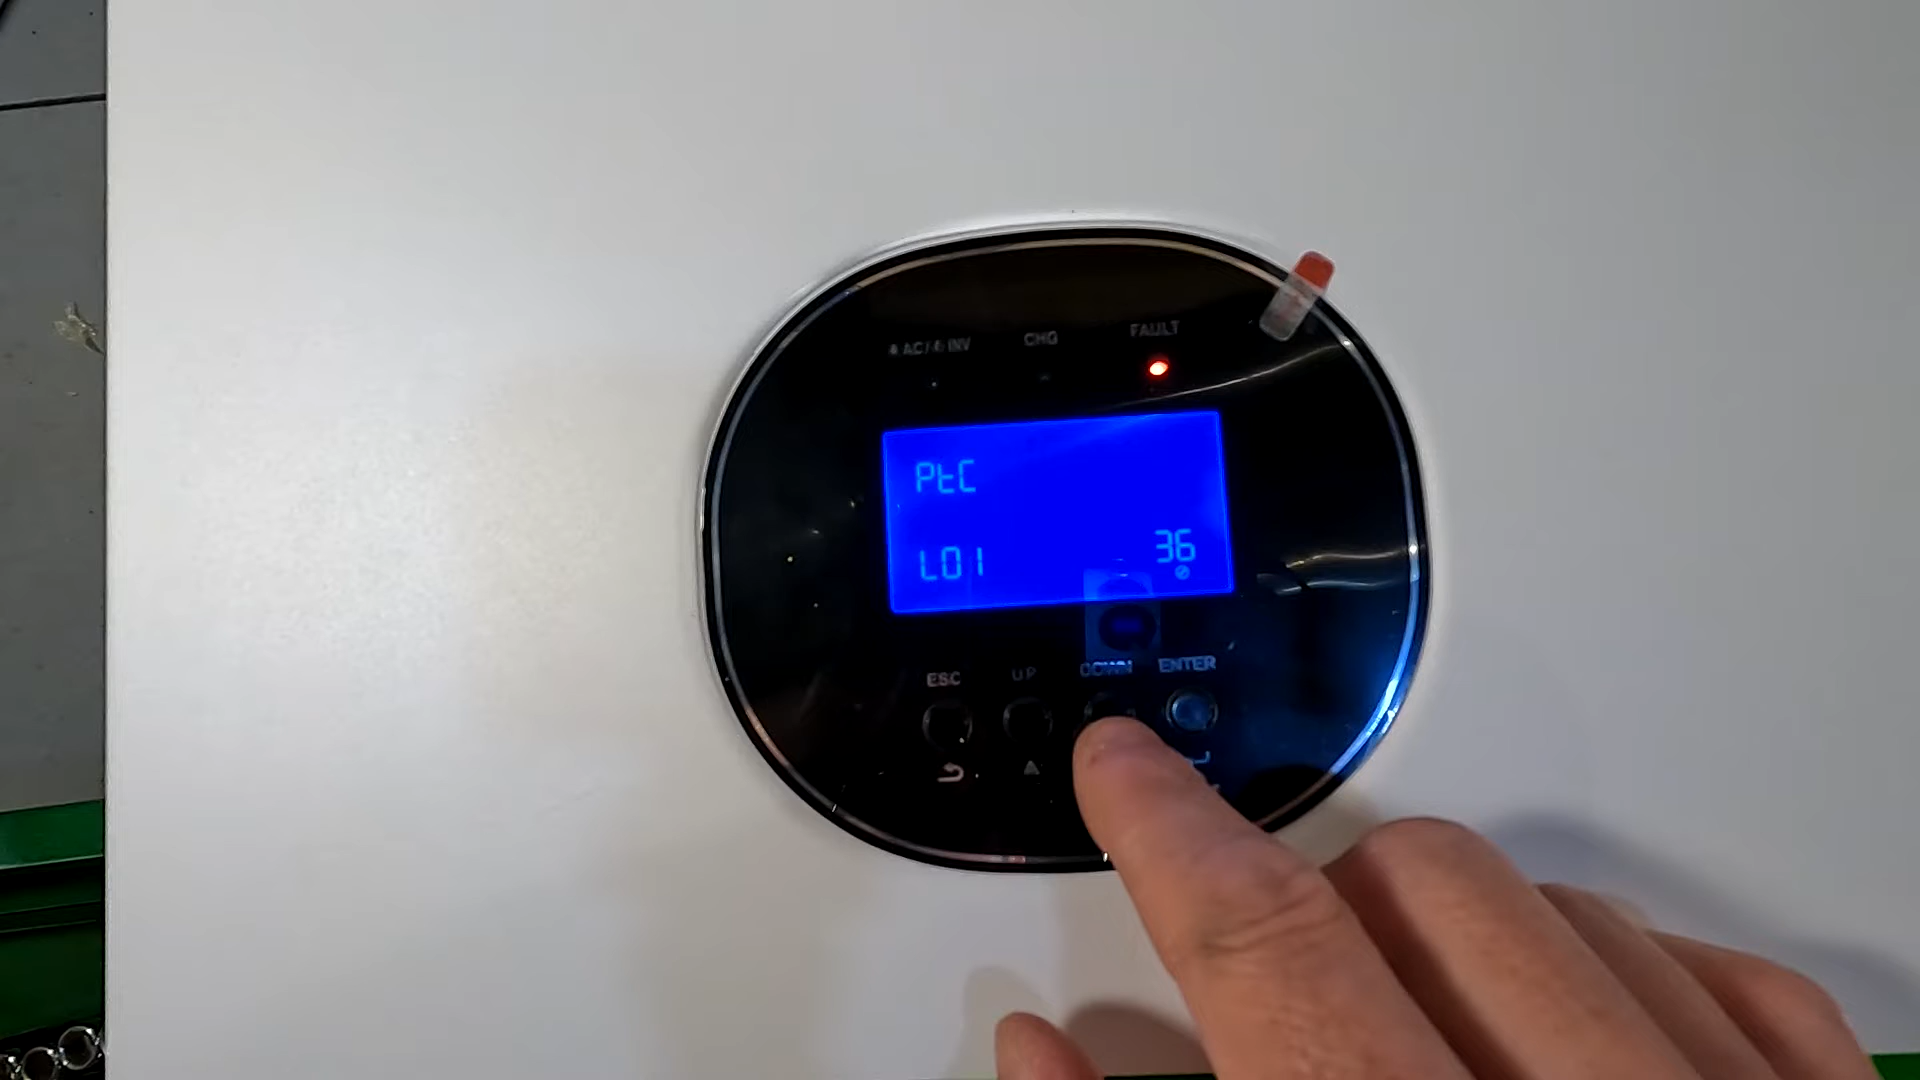 AC/ INV CHG FAULT
PtC
L01 36
ESC UP DOWN ENTER